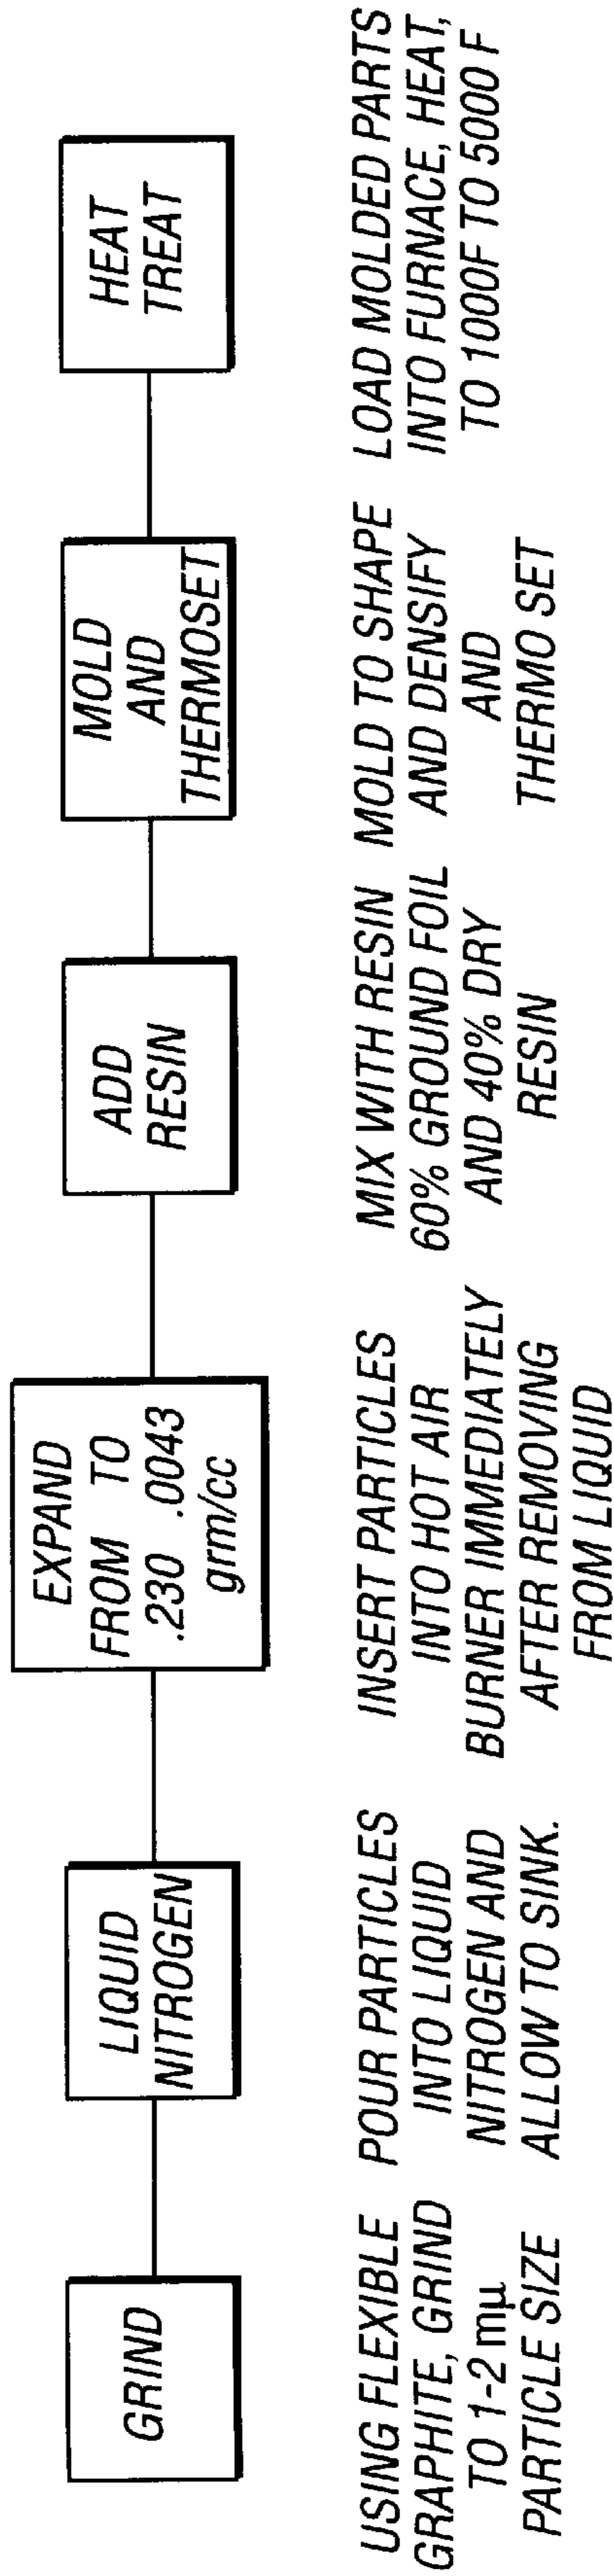 GRIND
USING FLEXIBLE
GRAPHITE, GRIND
TO 1-2 mµ
PARTICLE SIZE
LIQUID
NITROGEN
POUR PARTICLES
INTO LIQUID
NITROGEN AND
ALLOW TO SINK.
EXPAND
FROM TO
.230 .0043
grm/cc
INSERT PARTICLES
INTO HOT AIR
BURNER IMMEDIATELY
AFTER REMOVING
FROM LIQUID
ADD
RESIN
MIX WITH RESIN
60% GROUND FOIL
AND 40% DRY
RESIN
MOLD
AND
THERMOSET
MOLD TO SHAPE
AND DENSIFY
AND
THERMO SET
HEAT
TREAT
LOAD MOLDED PARTS
INTO FURNACE, HEAT,
TO 1000F TO 5000 F